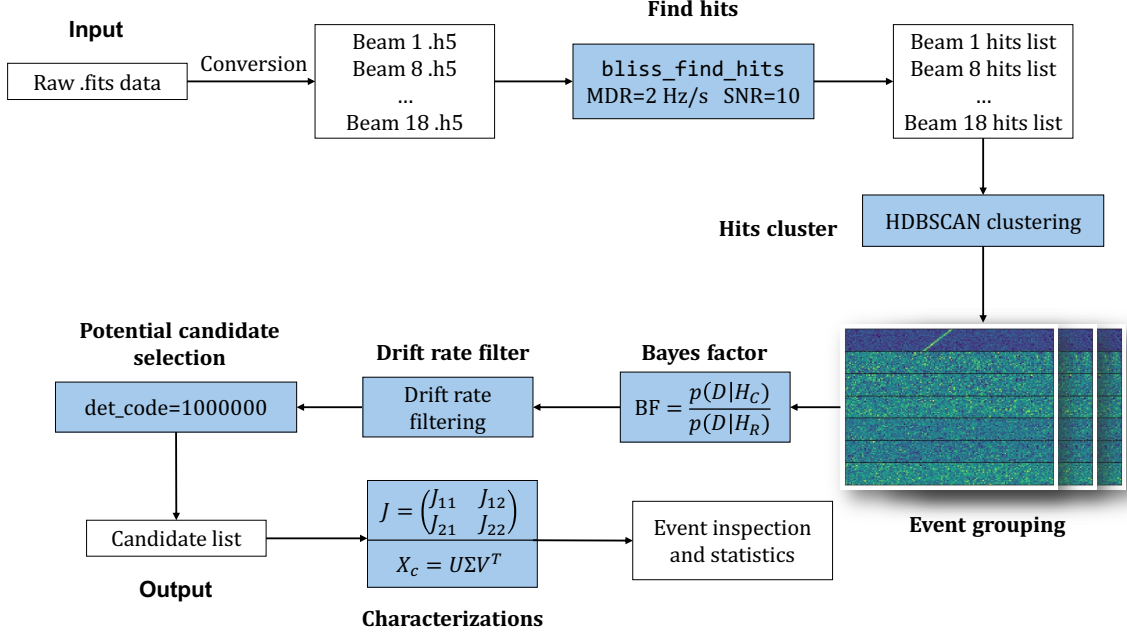 Input
Raw .fits data
Conversion
Beam 1 .h5
Beam 8 .h5
...
Beam 18 .h5
Find hits
bliss_find_hits
MDR=2 Hz/s SNR=10
Beam 1 hits list
Beam 8 hits list
...
Beam 18 hits list
Hits cluster
HDBSCAN clustering
Event grouping
Bayes factor
BF = p(D|H_C) / p(D|H_R)
Drift rate filter
Drift rate
filtering
Potential candidate
selection
det_code=1000000
Candidate list
Output
J = (J_11 J_12
J_21 J_22)
X_c = UΣV^T
Characterizations
Event inspection
and statistics